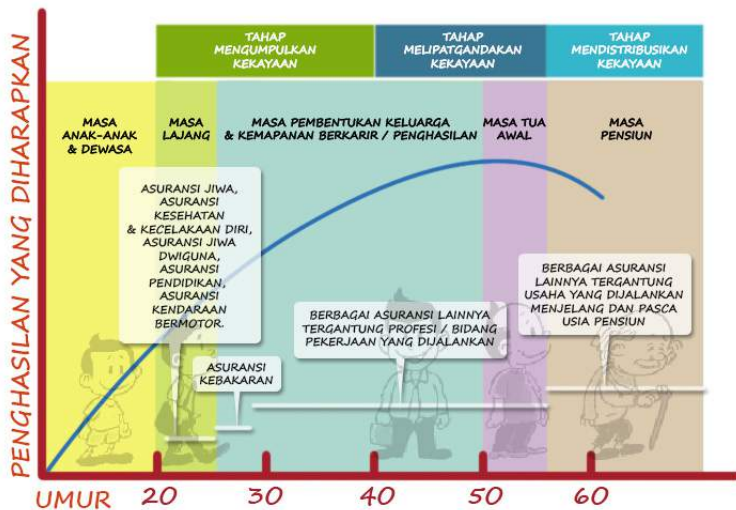 TAHAP
MENGUMPULKAN
KEKAYAAN
TAHAP
MELIPATGANDAKAN
KEKAYAAN
TAHAP
MENDISTRIBUSIKAN
KEKAYAAN
MASA
ANAK-ANAK
& DEWASA
MASA
LAJANG
MASA PEMBENTUKAN KELUARGA
& KEMAPANAN BERKARIR / PENGHASILAN
MASA TUA
AWAL
MASA
PENSIUN
PENGHASILAN YANG DIHARAPKAN
ASURANSI JIWA,
ASURANSI
KESEHATAN
& KECELAKAAN DIRI,
ASURANSI JIWA
DWIGUNA,
ASURANSI
PENDIDIKAN,
ASURANSI
KENDARAAN
BERMOTOR.
ASURANSI
KEBAKARAN
BERBAGAI ASURANSI LAINNYA
TERGANTUNG PROFESI / BIDANG
PEKERJAAN YANG DIJALANKAN
BERBAGAI ASURANSI
LAINNYA TERGANTUNG
USAHA YANG DIJALANKAN
MENJELANG DAN PASCA
USIA PENSIUN
UMUR 20 30 40 50 60